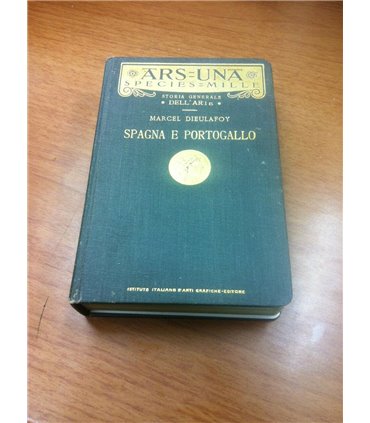 ARS=UNA
SPECIES=MILLE
STORIA GENERALE
DELL'ARTE
MARCEL DIEULAFOY
SPAGNA E PORTOGALLO
ISTITUTO ITALIANO D'ARTI GRAFICHE-EDITORE